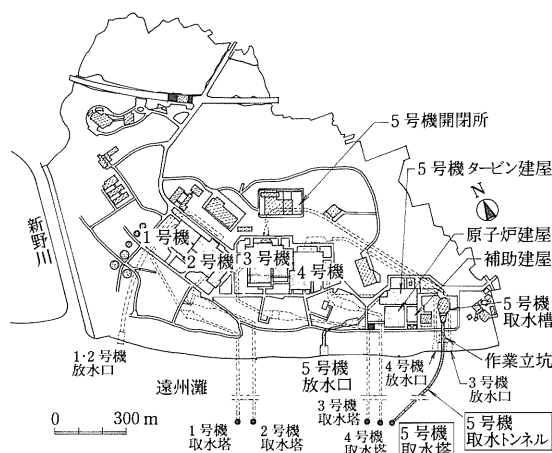 5号機開閉所
5号機タービン建屋
N
原子炉建屋
補助建屋
新野川
1号機
2号機
3号機
4号機
5号機
取水槽
作業立坑
1·2号機
放水口
遠州灘
5号機
放水口
4号機
放水口
3号機
放水口
0 300 m
1号機
取水塔
2号機
取水塔
3号機
取水塔
4号機
取水塔
5号機
取水塔
5号機
取水トンネル